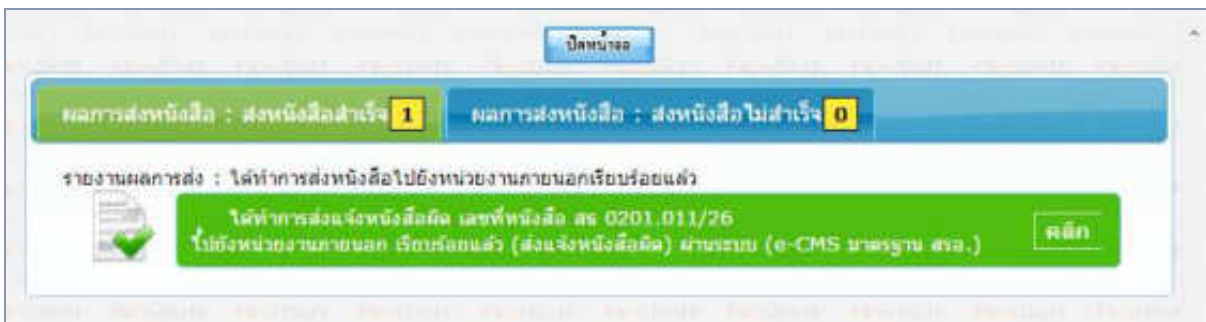 ปิดหน้าจอ
ผลการส่งหนังสือ : ส่งหนังสือสำเร็จ 1
ผลการส่งหนังสือ : ส่งหนังสือไม่สำเร็จ 0
รายงานผลการส่ง : ได้ทำการส่งหนังสือไปยังหน่วยงานภายนอกเรียบร้อยแล้ว
ได้ทำการส่งแจ้งหนังสือผิด เลขที่หนังสือ สธ 0201.011/26
ไปยังหน่วยงานภายนอก เรียบร้อยแล้ว (ส่งแจ้งหนังสือผิด) ผ่านระบบ (e-CMS มาตรฐาน สรอ.)
คลิก